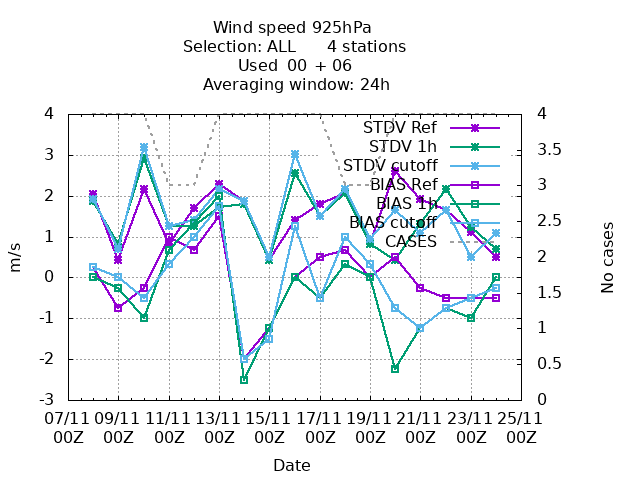 Wind speed 925hPa
Selection: ALL      4 stations
Used  00 + 06
Averaging window: 24h
4
3
2
1
0
-1
-2
-3
m/s
4
3.5
3
2.5
2
1.5
1
0.5
0
No cases
STDV Ref
STDV 1h
STDV cutoff
BIAS Ref
BIAS 1h
BIAS cutoff
CASES
07/11 09/11 11/11 13/11 15/11 17/11 19/11 21/11 23/11 25/11
00Z 00Z 00Z 00Z 00Z 00Z 00Z 00Z 00Z 00Z
Date